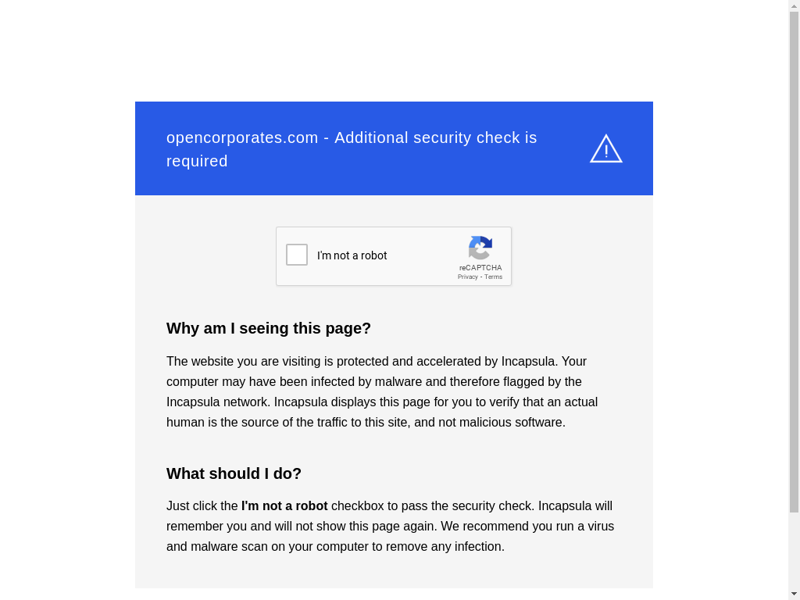 opencorporates.com - Additional security check is
required
I'm not a robot
reCAPTCHA
Privacy - Terms
Why am I seeing this page?
The website you are visiting is protected and accelerated by Incapsula. Your
computer may have been infected by malware and therefore flagged by the
Incapsula network. Incapsula displays this page for you to verify that an actual
human is the source of the traffic to this site, and not malicious software.
What should I do?
Just click the I'm not a robot checkbox to pass the security check. Incapsula will
remember you and will not show this page again. We recommend you run a virus
and malware scan on your computer to remove any infection.